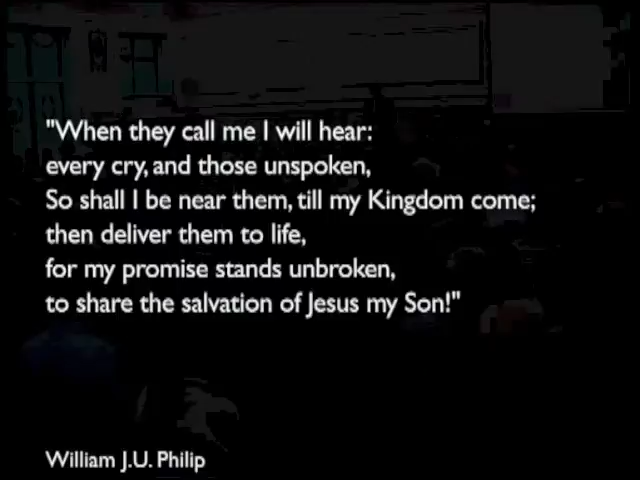 "When they call me I will hear:
every cry, and those unspoken,
So shall I be near them, till my Kingdom come;
then deliver them to life,
for my promise stands unbroken,
to share the salvation of Jesus my Son!"
William J.U. Philip